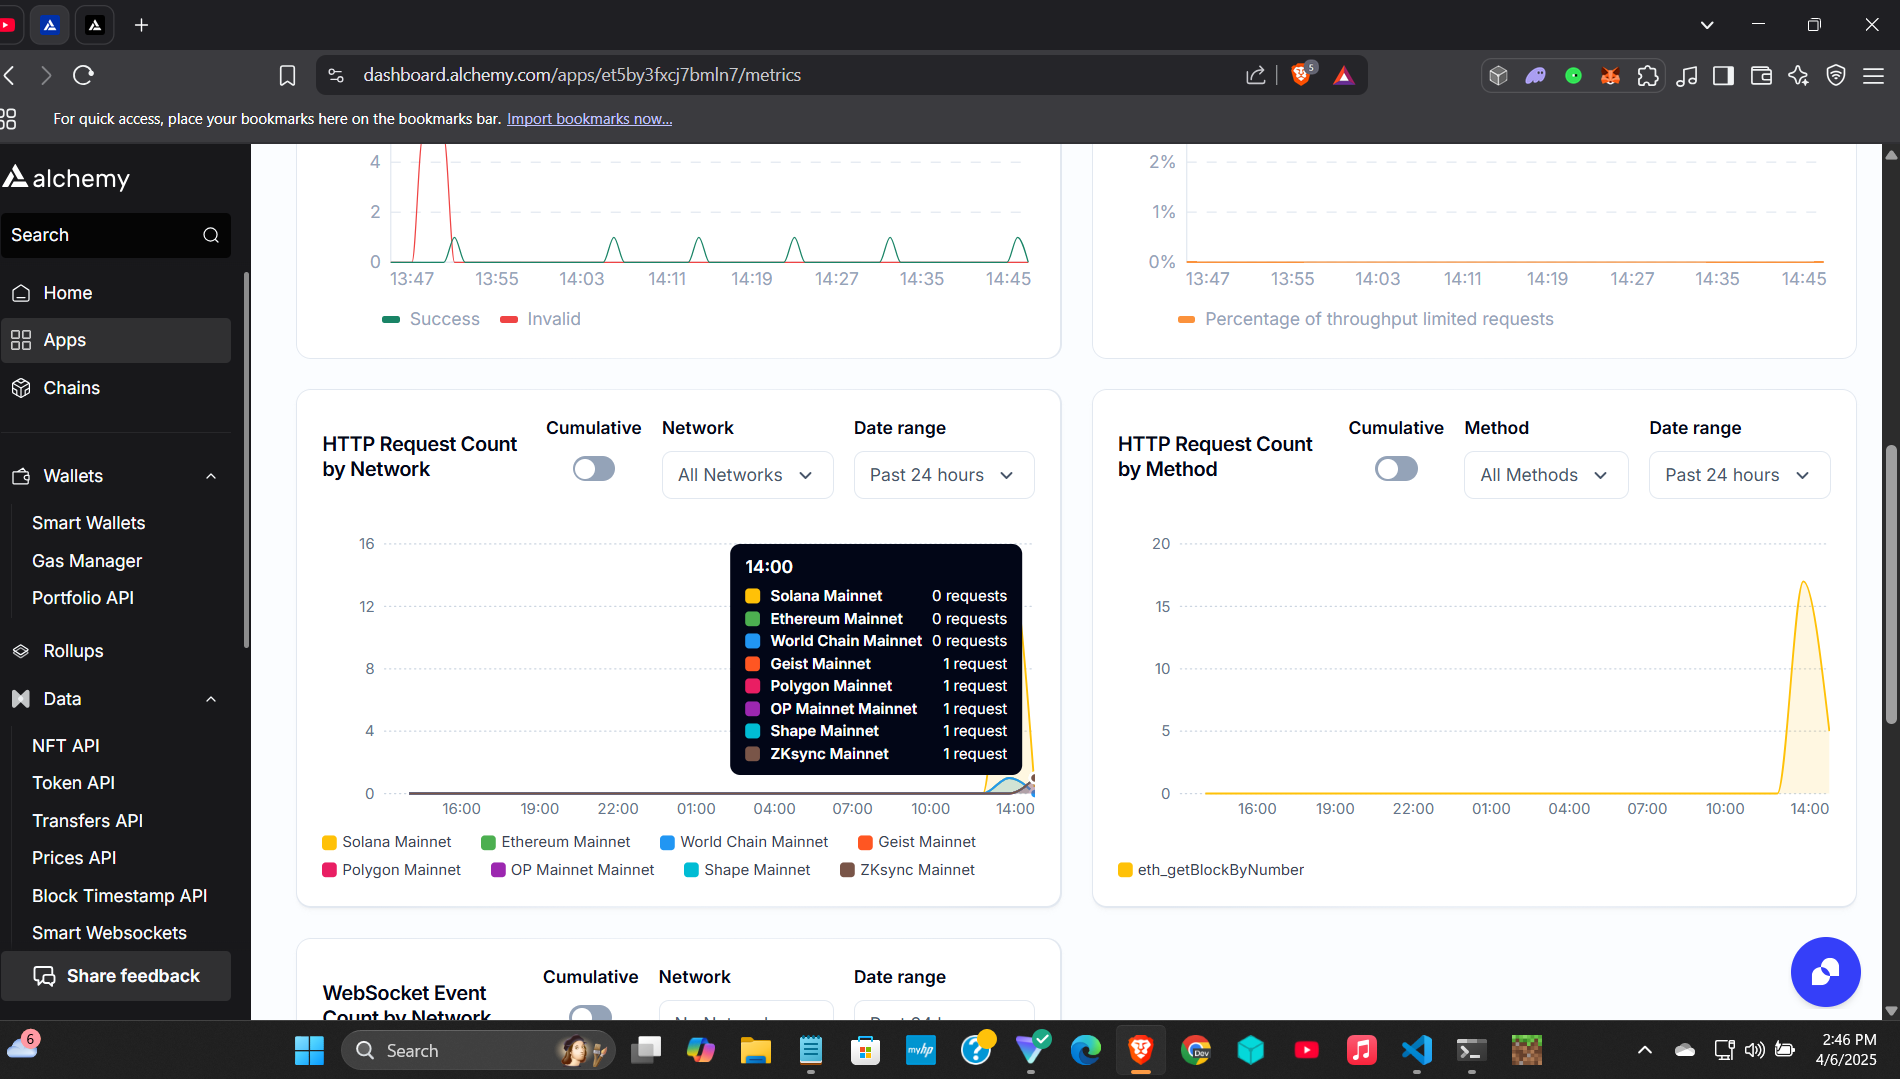 dashboard.alchemy.com/apps/et5by3fxcj7bmln7/metrics
5
For quick access, place your bookmarks here on the bookmarks bar. Import bookmarks now...
alchemy
Search
Home
Apps
Chains
Wallets
Smart Wallets
Gas Manager
Portfolio API
Rollups
Data
NFT API
Token API
Transfers API
Prices API
Block Timestamp API
Smart Websockets
Share feedback
4
2
0
13:47 13:55 14:03 14:11 14:19 14:27 14:35 14:45
Success Invalid
2%
1%
0%
13:47 13:55 14:03 14:11 14:19 14:27 14:35 14:45
Percentage of throughput limited requests
HTTP Request Count
by Network
Cumulative
Network
All Networks
Date range
Past 24 hours
16
12
8
4
0
16:00 19:00 22:00 01:00 04:00 07:00 10:00 14:00
14:00
Solana Mainnet 0 requests
Ethereum Mainnet 0 requests
World Chain Mainnet 0 requests
Geist Mainnet 1 request
Polygon Mainnet 1 request
OP Mainnet Mainnet 1 request
Shape Mainnet 1 request
ZKsync Mainnet 1 request
Solana Mainnet Ethereum Mainnet World Chain Mainnet Geist Mainnet
Polygon Mainnet OP Mainnet Mainnet Shape Mainnet ZKsync Mainnet
HTTP Request Count
by Method
Cumulative
Method
All Methods
Date range
Past 24 hours
20
15
10
5
0
16:00 19:00 22:00 01:00 04:00 07:00 10:00 14:00
eth_getBlockByNumber
WebSocket Event
Count by Network
Cumulative
Network
Date range
6
Search
myhp
Dev
2:46 PM
4/6/2025